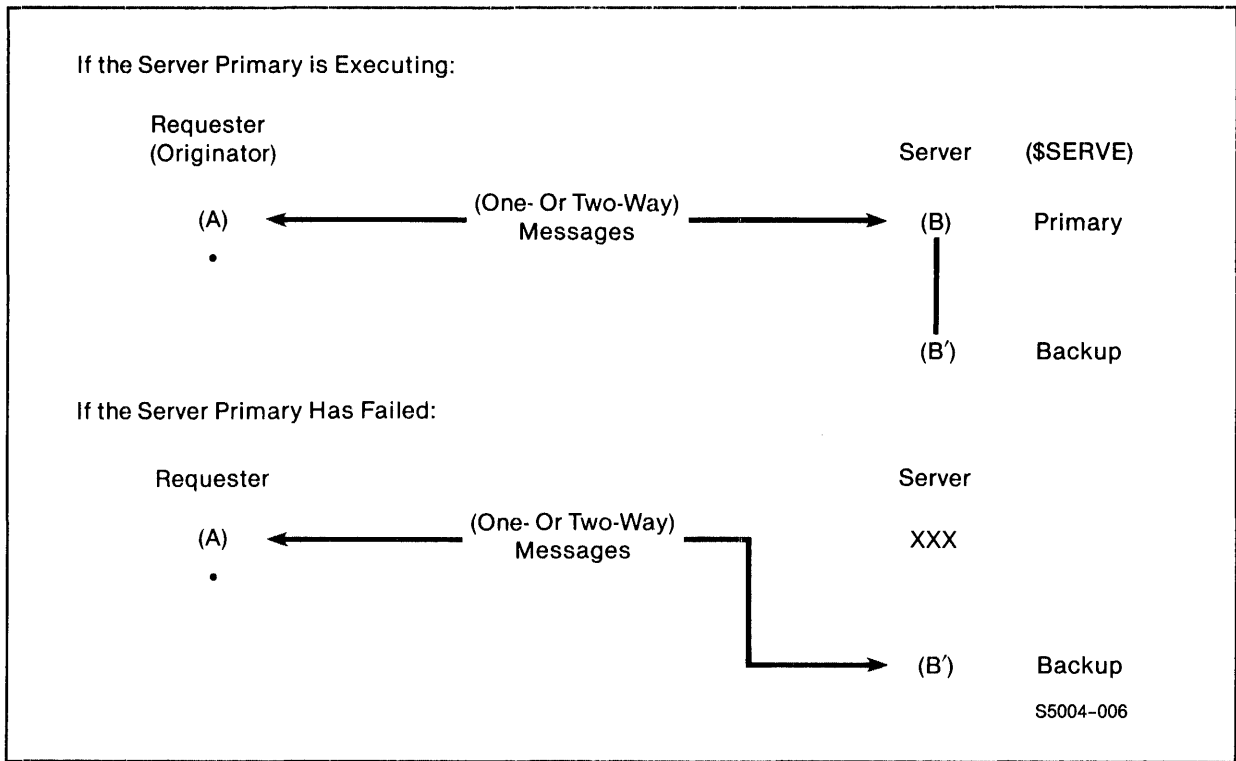 If the Server Primary is Executing:
Requester
(Originator)
Server ($SERVE)
(A) (One- Or Two-Way) Messages (B) Primary
•
(B′) Backup
If the Server Primary Has Failed:
Requester Server
(A) (One- Or Two-Way) Messages XXX
•
(B′) Backup
S5004-006